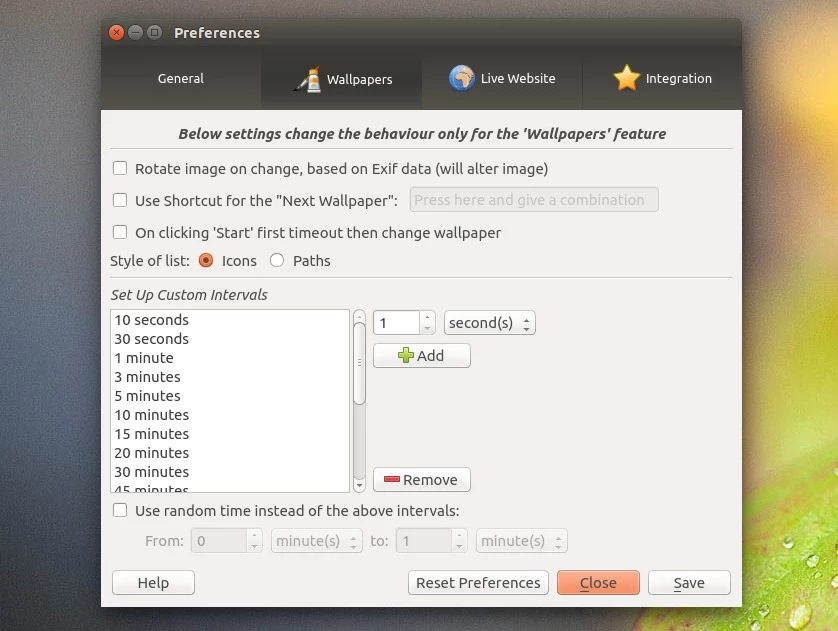 Preferences
General Wallpapers Live Website Integration
Below settings change the behaviour only for the 'Wallpapers' feature
Rotate image on change, based on Exif data (will alter image)
Use Shortcut for the "Next Wallpaper": Press here and give a combination
On clicking 'Start' first timeout then change wallpaper
Style of list: Icons Paths
Set Up Custom Intervals
10 seconds
1 second(s)
30 seconds
1 minute
Add
3 minutes
5 minutes
10 minutes
15 minutes
20 minutes
30 minutes
Remove
45 minutes
Use random time instead of the above intervals:
From: 0 minute(s) to: 1 minute(s)
Help Reset Preferences Close Save